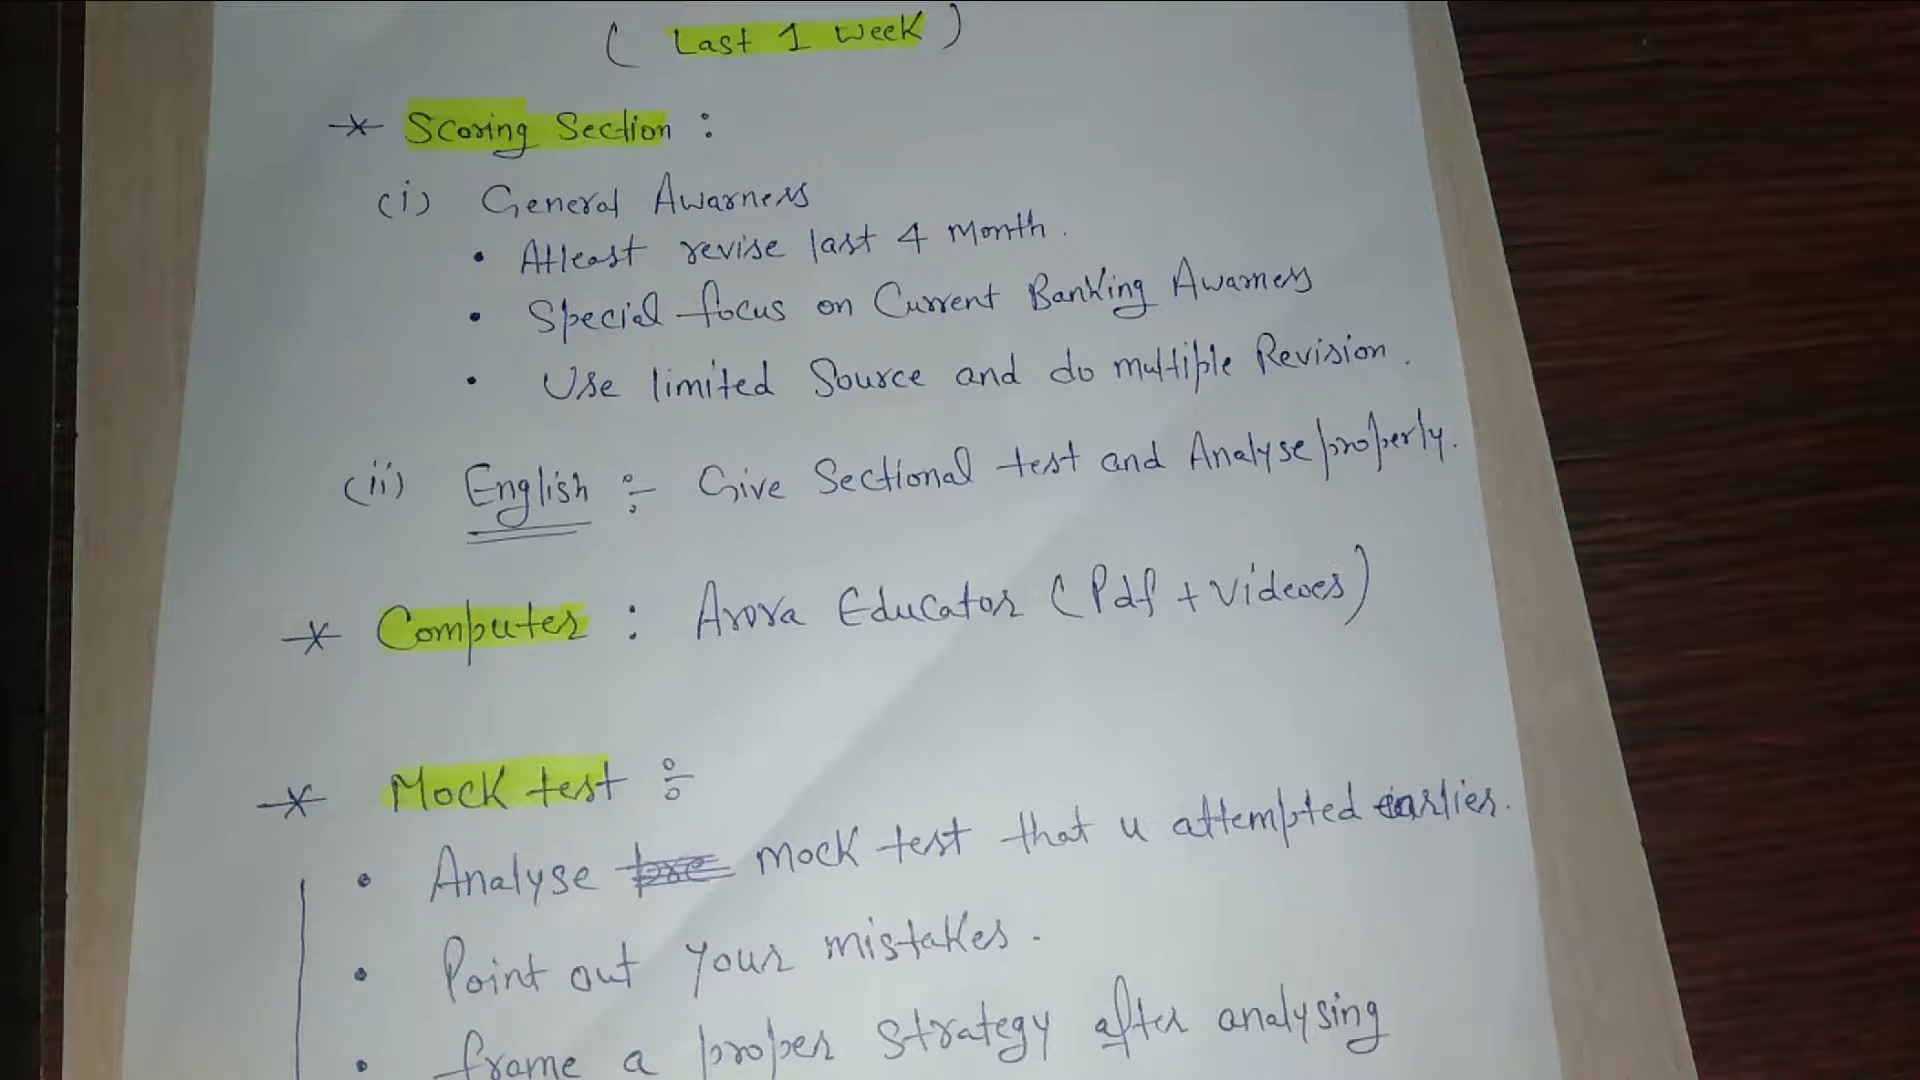 ( Last 1 week )
* Scoring Section :
(i) General Awarness
• Atleast revise last 4 month.
• Special focus on Current Banking Awarness
• Use limited Source and do multiple Revision.
(ii) English :- Give Sectional test and Analyse properly.
* Computer : Arora Educator (Pdf + Videoes)
* Mock test :-
• Analyse mock test that u attempted earlier.
• Point out your mistakes.
• frame a proper strategy after analysing